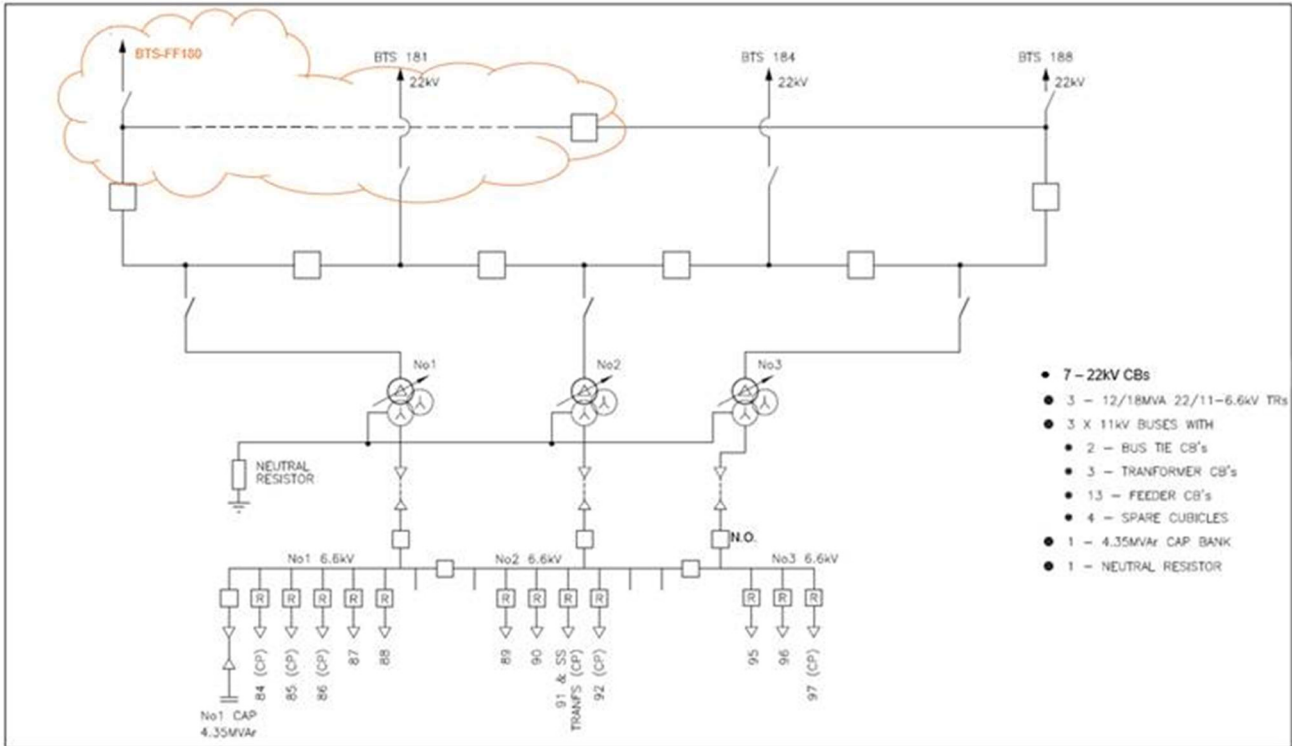 BTS-FF180
BTS 181
22kV
BTS 184
22kV
BTS 188
22kV
No1
No2
No3
NEUTRAL
RESISTOR
N.O.
No1 6.6kV
No2 6.6kV
No3 6.6kV
R
R
R
R
R
R
R
R
R
R
R
R
84 (CP)
85 (CP)
86 (CP)
87
88
89
90
91 & SS
TRANFS (CP)
92 (CP)
95
96
97 (CP)
No1 CAP
4.35MVAr
• 7 – 22kV CBs
• 3 – 12/18MVA 22/11–6.6kV TRs
• 3 X 11kV BUSES WITH
• 2 – BUS TIE CB's
• 3 – TRANFORMER CB's
• 13 – FEEDER CB's
• 4 – SPARE CUBICLES
• 1 – 4.35MVAr CAP BANK
• 1 – NEUTRAL RESISTOR